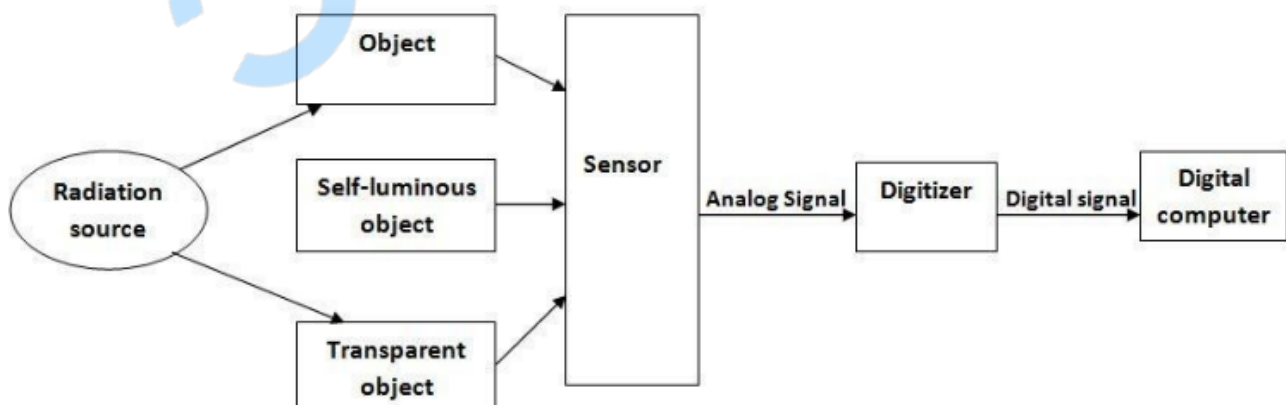 Object
Radiation
source
Self-luminous
object
Transparent
object
Sensor
Analog Signal
Digitizer
Digital signal
Digital
computer